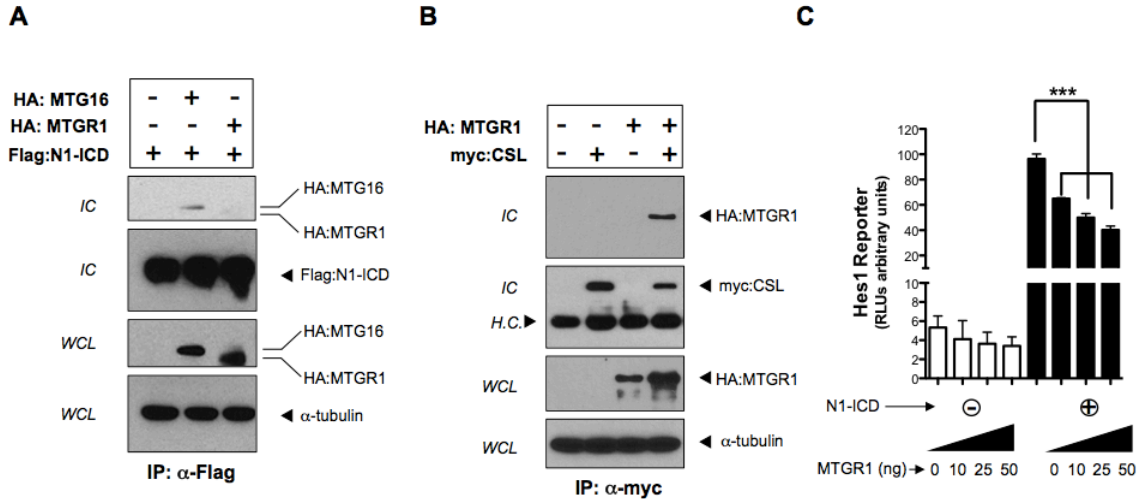 A
HA: MTG16 - + -
HA: MTGR1 - - +
Flag:N1-ICD + + +
IC
HA:MTG16
HA:MTGR1
IC
Flag:N1-ICD
WCL
HA:MTG16
HA:MTGR1
WCL
α-tubulin
IP: α-Flag
B
HA: MTGR1 - - + +
myc:CSL - + - +
IC
HA:MTGR1
IC
myc:CSL
H.C.
WCL
HA:MTGR1
WCL
α-tubulin
IP: α-myc
C
***
Hes1 Reporter
(RLUs arbitrary units)
120
100
80
60
40
20
10
8
6
4
2
0
N1-ICD - +
MTGR1 (ng) 0 10 25 50 0 10 25 50